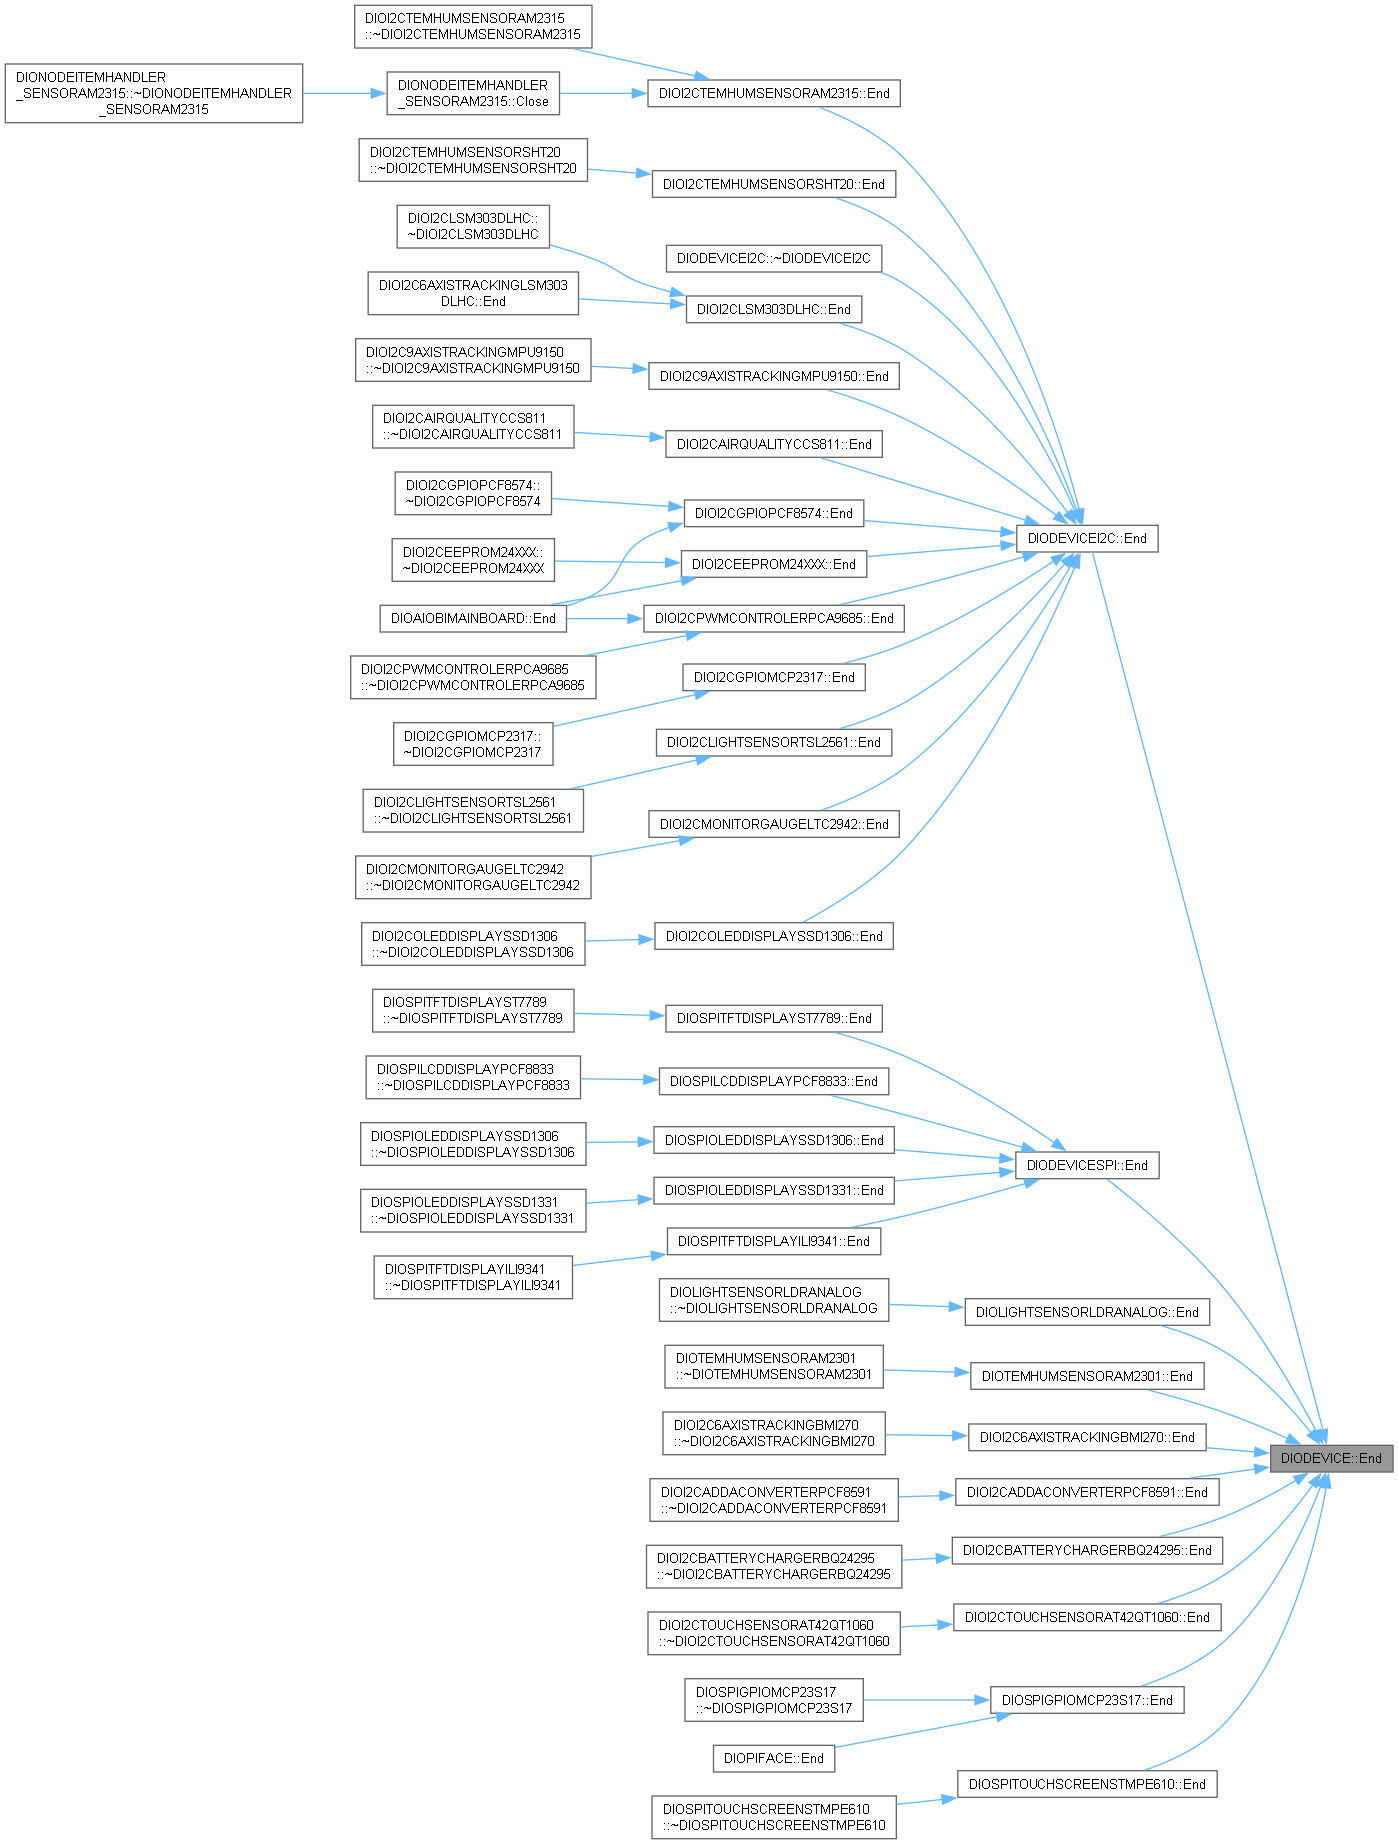 DIOI2CTEMHUMSENSORAM2315
::~DIOI2CTEMHUMSENSORAM2315
DIONODEITEMHANDLER
_SENSORAM2315::~DIONODEITEMHANDLER
_SENSORAM2315
DIONODEITEMHANDLER
_SENSORAM2315::Close
DIOI2CTEMHUMSENSORAM2315::End
DIOI2CTEMHUMSENSORSHT20
::~DIOI2CTEMHUMSENSORSHT20
DIOI2CTEMHUMSENSORSHT20::End
DIOI2CLSM303DLHC::
~DIOI2CLSM303DLHC
DIODEVICEI2C::~DIODEVICEI2C
DIOI2C6AXISTRACKINGLSM303
DLHC::End
DIOI2CLSM303DLHC::End
DIOI2C9AXISTRACKINGMPU9150
::~DIOI2C9AXISTRACKINGMPU9150
DIOI2C9AXISTRACKINGMPU9150::End
DIOI2CAIRQUALITYCCS811
::~DIOI2CAIRQUALITYCCS811
DIOI2CAIRQUALITYCCS811::End
DIOI2CGPIOPCF8574::
~DIOI2CGPIOPCF8574
DIOI2CGPIOPCF8574::End
DIODEVICEI2C::End
DIOI2CEEPROM24XXX::
~DIOI2CEEPROM24XXX
DIOI2CEEPROM24XXX::End
DIOAIOBIMAINBOARD::End
DIOI2CPWMCONTROLERPCA9685::End
DIOI2CPWMCONTROLERPCA9685
::~DIOI2CPWMCONTROLERPCA9685
DIOI2CGPIOMCP2317::End
DIOI2CGPIOMCP2317::
~DIOI2CGPIOMCP2317
DIOI2CLIGHTSENSORTSL2561::End
DIOI2CLIGHTSENSORTSL2561
::~DIOI2CLIGHTSENSORTSL2561
DIOI2CMONITORGAUGELTC2942::End
DIOI2CMONITORGAUGELTC2942
::~DIOI2CMONITORGAUGELTC2942
DIOI2COLEDDISPLAYSSD1306
::~DIOI2COLEDDISPLAYSSD1306
DIOI2COLEDDISPLAYSSD1306::End
DIOSPITFTDISPLAYST7789
::~DIOSPITFTDISPLAYST7789
DIOSPITFTDISPLAYST7789::End
DIOSPILCDDISPLAYPCF8833
::~DIOSPILCDDISPLAYPCF8833
DIOSPILCDDISPLAYPCF8833::End
DIOSPIOLEDDISPLAYSSD1306
::~DIOSPIOLEDDISPLAYSSD1306
DIOSPIOLEDDISPLAYSSD1306::End
DIODEVICESPI::End
DIOSPIOLEDDISPLAYSSD1331
::~DIOSPIOLEDDISPLAYSSD1331
DIOSPIOLEDDISPLAYSSD1331::End
DIOSPITFTDISPLAYILI9341::End
DIOSPITFTDISPLAYILI9341
::~DIOSPITFTDISPLAYILI9341
DIOLIGHTSENSORLDRANALOG
::~DIOLIGHTSENSORLDRANALOG
DIOLIGHTSENSORLDRANALOG::End
DIOTEMHUMSENSORAM2301
::~DIOTEMHUMSENSORAM2301
DIOTEMHUMSENSORAM2301::End
DIOI2C6AXISTRACKINGBMI270
::~DIOI2C6AXISTRACKINGBMI270
DIOI2C6AXISTRACKINGBMI270::End
DIODEVICE::End
DIOI2CADDACONVERTERPCF8591
::~DIOI2CADDACONVERTERPCF8591
DIOI2CADDACONVERTERPCF8591::End
DIOI2CBATTERYCHARGERBQ24295
::~DIOI2CBATTERYCHARGERBQ24295
DIOI2CBATTERYCHARGERBQ24295::End
DIOI2CTOUCHSENSORAT42QT1060
::~DIOI2CTOUCHSENSORAT42QT1060
DIOI2CTOUCHSENSORAT42QT1060::End
DIOSPIGPIOMCP23S17
::~DIOSPIGPIOMCP23S17
DIOSPIGPIOMCP23S17::End
DIOPIFACE::End
DIOSPITOUCHSCREENSTMPE610::End
DIOSPITOUCHSCREENSTMPE610
::~DIOSPITOUCHSCREENSTMPE610